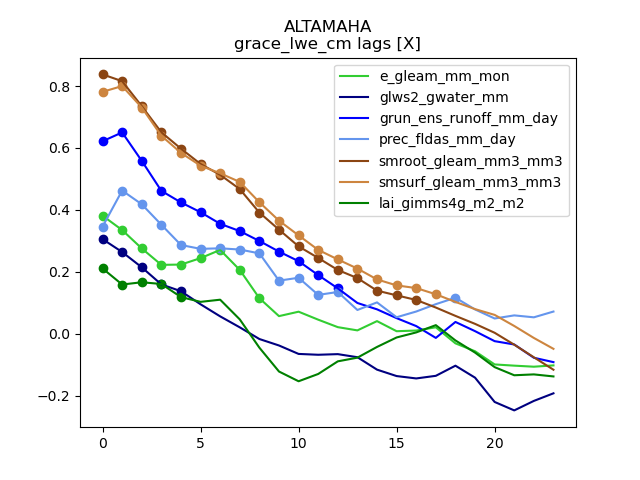 ALTAMAHA
grace_lwe_cm lags [X]
e_gleam_mm_mon
glws2_gwater_mm
grun_ens_runoff_mm_day
prec_fldas_mm_day
smroot_gleam_mm3_mm3
smsurf_gleam_mm3_mm3
lai_gimms4g_m2_m2
0.8
0.6
0.4
0.2
0.0
−0.2
0 5 10 15 20